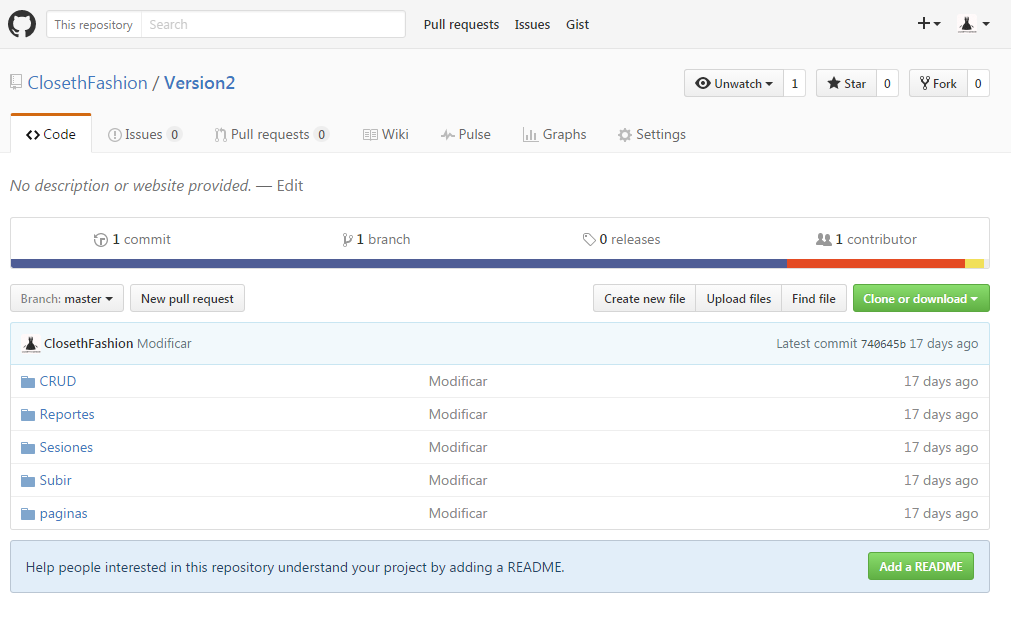 This repository Search Pull requests Issues Gist
ClosethFashion / Version2 Unwatch 1 Star 0 Fork 0
Code Issues 0 Pull requests 0 Wiki Pulse Graphs Settings
No description or website provided. — Edit
1 commit 1 branch 0 releases 1 contributor
Branch: master New pull request Create new file Upload files Find file Clone or download
ClosethFashion Modificar Latest commit 740645b 17 days ago
CRUD Modificar 17 days ago
Reportes Modificar 17 days ago
Sesiones Modificar 17 days ago
Subir Modificar 17 days ago
paginas Modificar 17 days ago
Help people interested in this repository understand your project by adding a README. Add a README